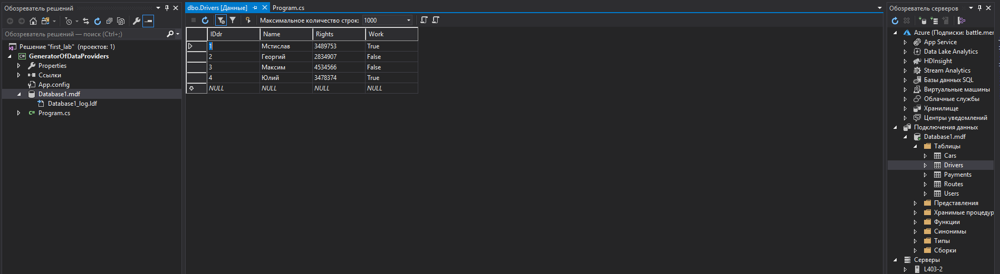 Обозреватель решений
Обозреватель решений — поиск (Ctrl+;)
Решение "first_lab" (проектов: 1)
C# GeneratorOfDataProviders
Properties
Ссылки
App.config
Database1.mdf
Database1_log.ldf
C# Program.cs
dbo.Drivers [Данные]
Program.cs
Максимальное количество строк: 1000
IDdr Name Rights Work
1 Мстислав 3489753 True
2 Георгий 2834907 False
3 Максим 4534566 False
4 Юлий 3478374 True
NULL NULL NULL NULL
Обозреватель серверов
Azure (Подписки: battle.mer
App Service
Data Lake Analytics
HDInsight
Stream Analytics
Базы данных SQL
Виртуальные машины
Облачные службы
Хранилище
Центры уведомлений
Подключения данных
Database1.mdf
Таблицы
Cars
Drivers
Payments
Routes
Users
Представления
Хранимые процедур
Функции
Синонимы
Типы
Сборки
Серверы
L403-2